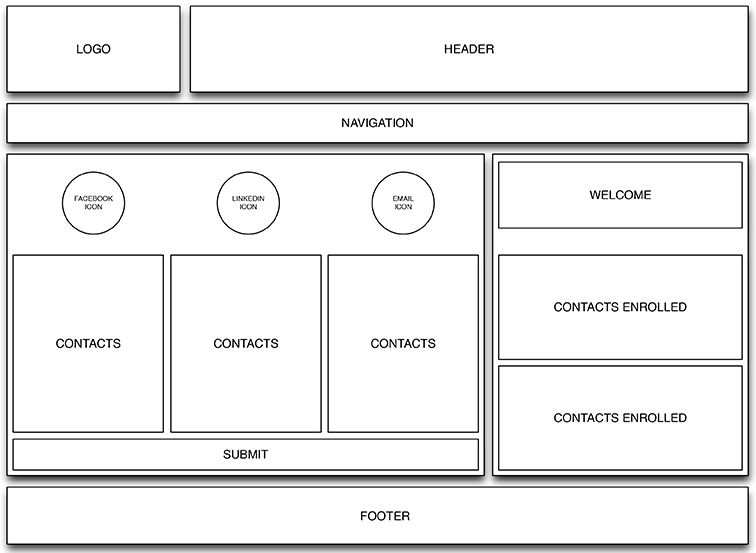 LOGO
HEADER
NAVIGATION
FACEBOOK
ICON
LINKEDIN
ICON
EMAIL
ICON
CONTACTS
CONTACTS
CONTACTS
SUBMIT
WELCOME
CONTACTS ENROLLED
CONTACTS ENROLLED
FOOTER